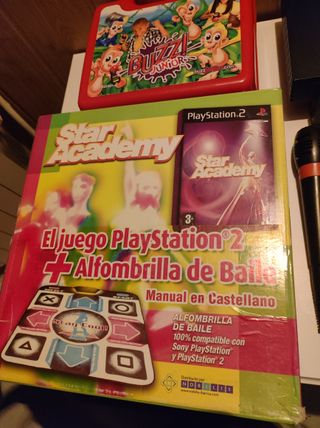 BUZZ!
JUNIOR
Star
Academy
PlayStation 2
Star
Academy
3+
El juego PlayStation®2
+ Alfombrilla de Baile
Manual en Castellano
ALFOMBRILLA
DE BAILE
100% compatible con
Sony PlayStation®
y PlayStation® 2
NOBILIS